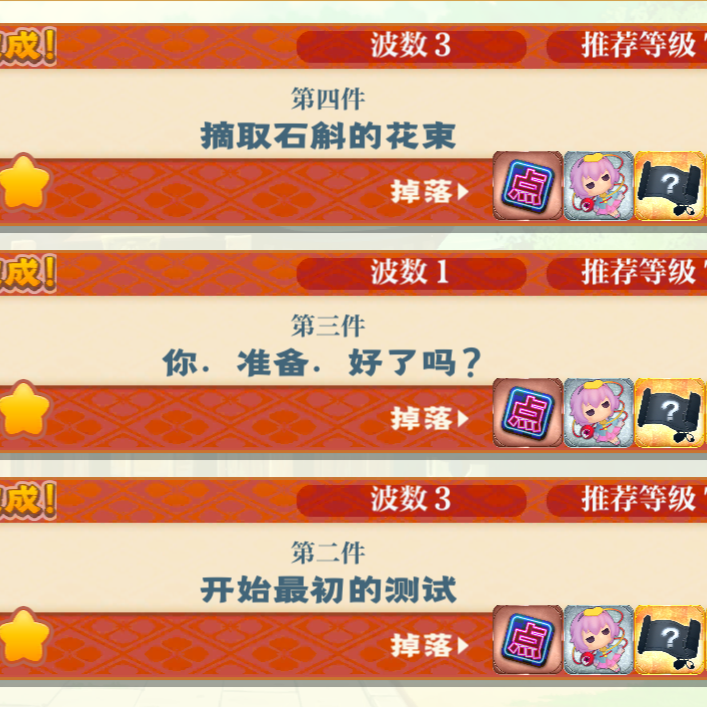 成!
波数 3
推荐等级
第四件
摘取石斛的花束
掉落
点
?
成!
波数 1
推荐等级
第三件
你．准备．好了吗？
掉落
点
?
成!
波数 3
推荐等级
第二件
开始最初的测试
掉落
点
?